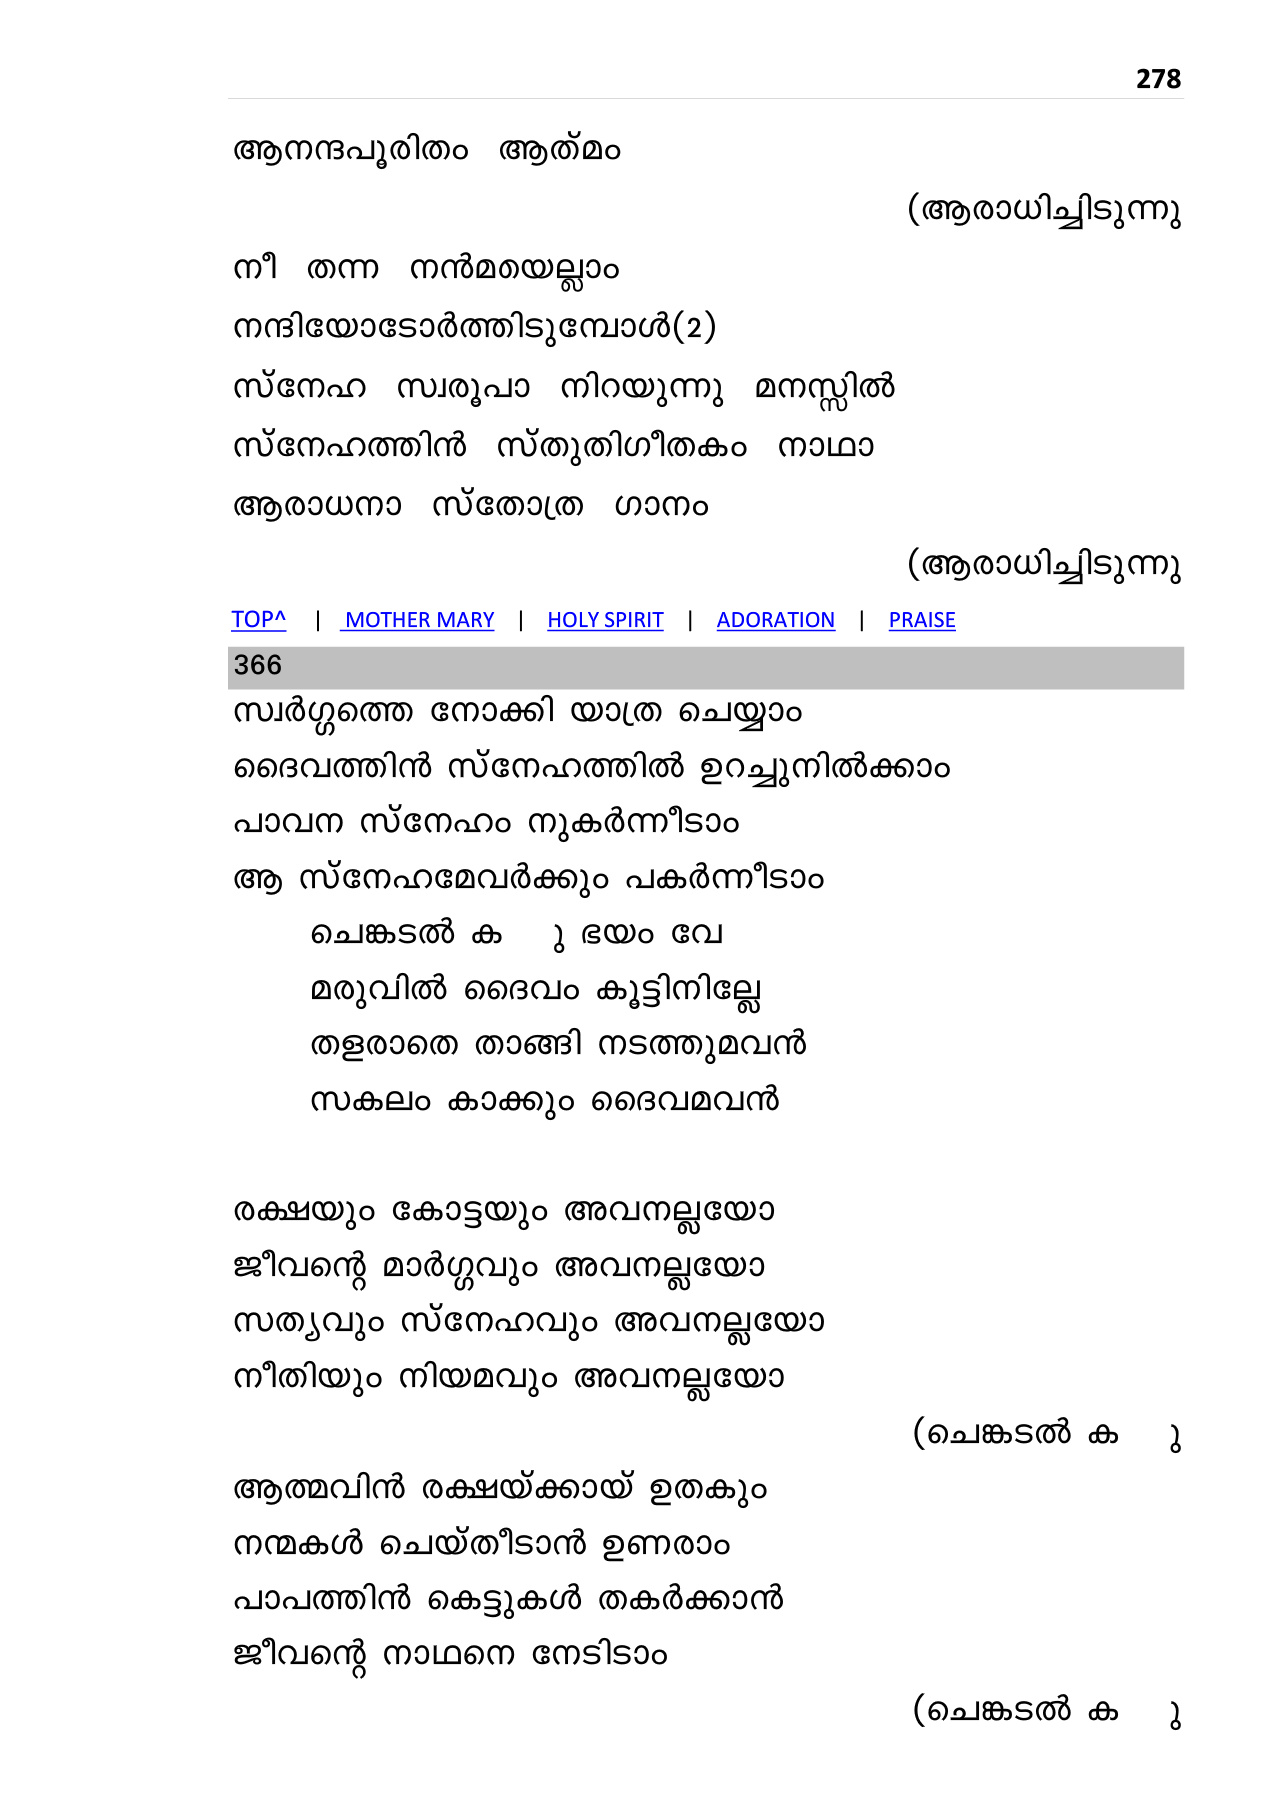 278
ആനന്ദപൂരിതം ആത്മം
(ആരാധിച്ചിടുന്നു
നീ തന്ന നൻമയെല്ലാം
നന്ദിയോടോർത്തിടുമ്പോൾ(2)
സ്നേഹ സ്വരൂപാ നിറയുന്നു മനസ്സിൽ
സ്നേഹത്തിൻ സ്തുതിഗീതകം നാഥാ
ആരാധനാ സ്തോത്ര ഗാനം
(ആരാധിച്ചിടുന്നു
TOP^ | MOTHER MARY | HOLY SPIRIT | ADORATION | PRAISE
366
സ്വർഗ്ഗത്തെ നോക്കി യാത്ര ചെയ്യാം
ദൈവത്തിൻ സ്നേഹത്തിൽ ഉറച്ചുനിൽക്കാം
പാവന സ്നേഹം നുകർന്നീടാം
ആ സ്നേഹമേവർക്കും പകർന്നീടാം
ചെങ്കടൽ ക ു ഭയം വേ
മരുവിൽ ദൈവം കൂട്ടിനില്ലേ
തളരാതെ താങ്ങി നടത്തുമവൻ
സകലം കാക്കും ദൈവമവൻ
രക്ഷയും കോട്ടയും അവനല്ലയോ
ജീവന്റെ മാർഗ്ഗവും അവനല്ലയോ
സത്യവും സ്നേഹവും അവനല്ലയോ
നീതിയും നിയമവും അവനല്ലയോ
(ചെങ്കടൽ ക ു
ആത്മവിൻ രക്ഷയ്ക്കായ് ഉതകും
നന്മകൾ ചെയ്തീടാൻ ഉണരാം
പാപത്തിൻ കെട്ടുകൾ തകർക്കാൻ
ജീവന്റെ നാഥനെ നേടിടാം
(ചെങ്കടൽ ക ു